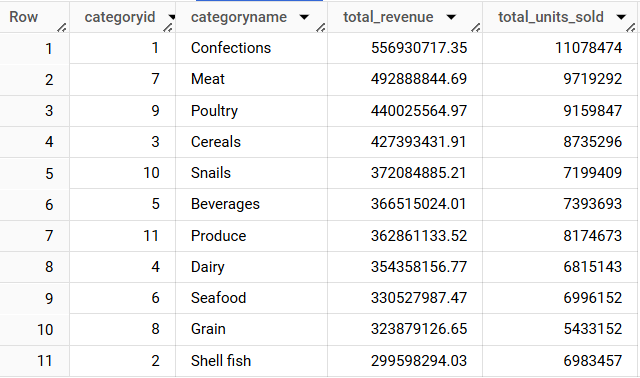 Row categoryid categoryname total_revenue total_units_sold
1 1 Confections 556930717.35 11078474
2 7 Meat 492888844.69 9719292
3 9 Poultry 440025564.97 9159847
4 3 Cereals 427393431.91 8735296
5 10 Snails 372084885.21 7199409
6 5 Beverages 366515024.01 7393693
7 11 Produce 362861133.52 8174673
8 4 Dairy 354358156.77 6815143
9 6 Seafood 330527987.47 6996152
10 8 Grain 323879126.65 5433152
11 2 Shell fish 299598294.03 6983457